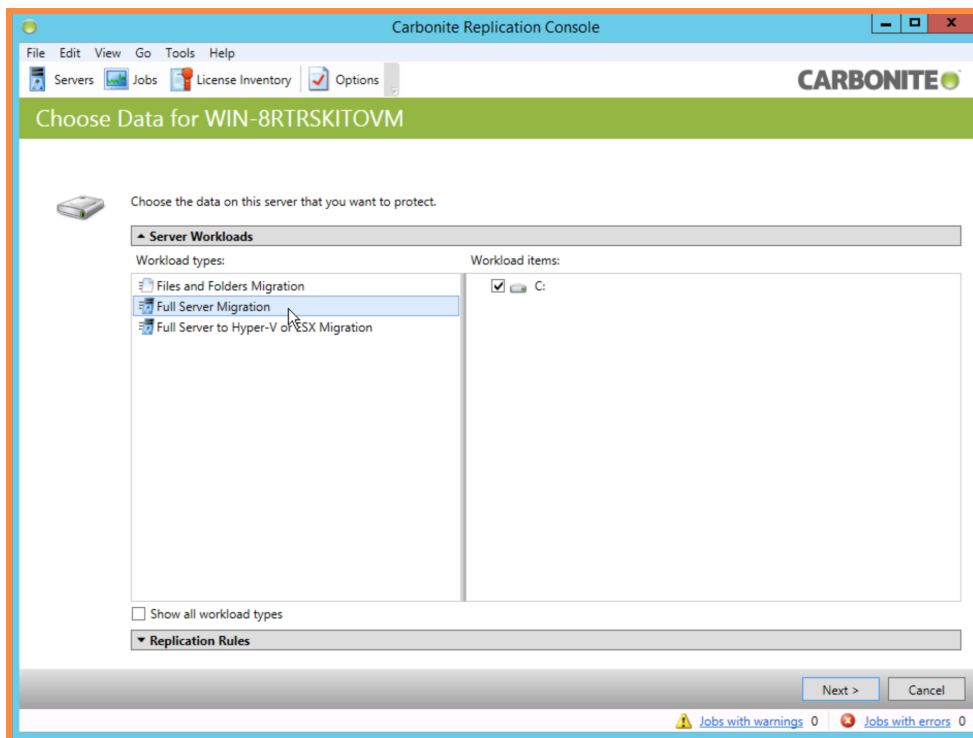 Carbonite Replication Console
File Edit View Go Tools Help
Servers Jobs License Inventory Options CARBONITE
Choose Data for WIN-8RTRSKITOVM
Choose the data on this server that you want to protect.
Server Workloads
Workload types: Workload items:
Files and Folders Migration C:
Full Server Migration
Full Server to Hyper-V or ESX Migration
Show all workload types
Replication Rules
Next > Cancel
Jobs with warnings 0 Jobs with errors 0